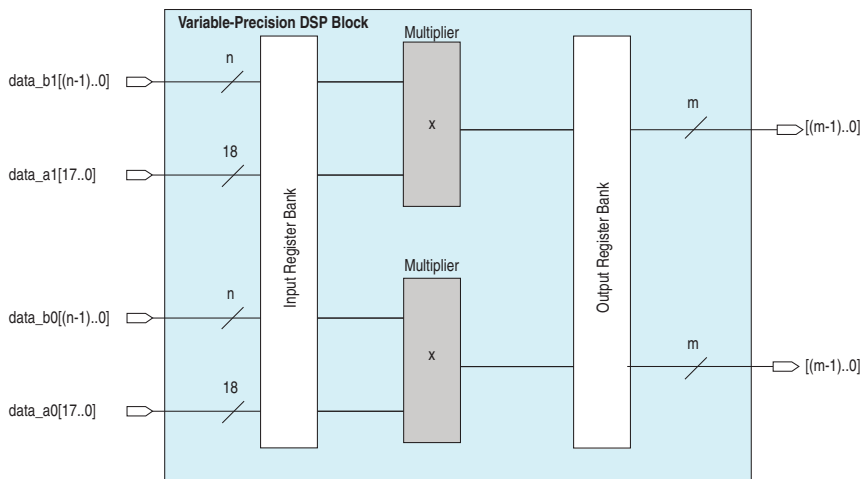 Variable-Precision DSP Block
Multiplier
n
data_b1[(n-1)..0]
x
m
[(m-1)..0]
18
data_a1[17..0]
Input Register Bank
Output Register Bank
Multiplier
n
data_b0[(n-1)..0]
x
m
[(m-1)..0]
18
data_a0[17..0]